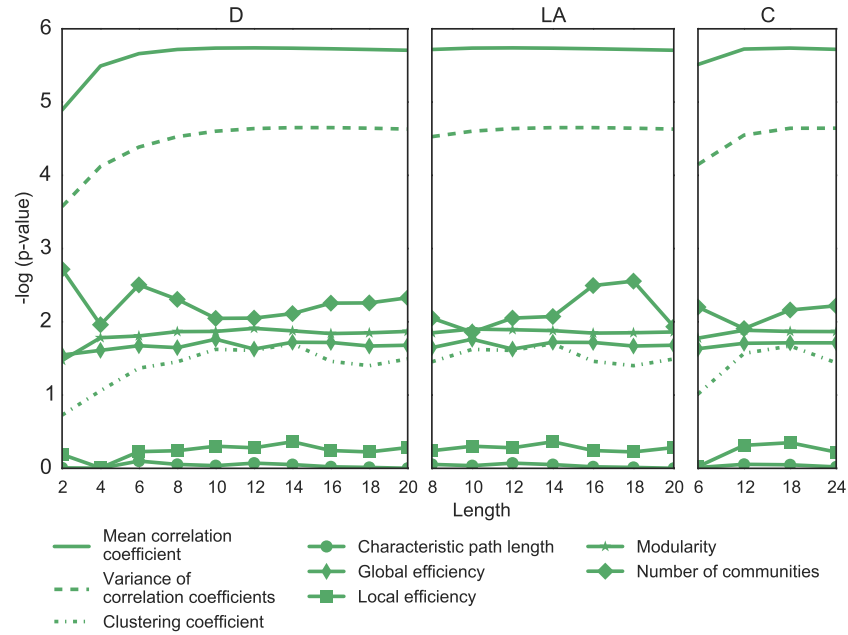 D LA C
6
5
4
3
2
1
0
-log (p-value)
2 4 6 8 10 12 14 16 18 20 8 10 12 14 16 18 20 6 12 18 24
Length
Mean correlation
coefficient
Variance of
correlation coefficients
Clustering coefficient
Characteristic path length
Global efficiency
Local efficiency
Modularity
Number of communities